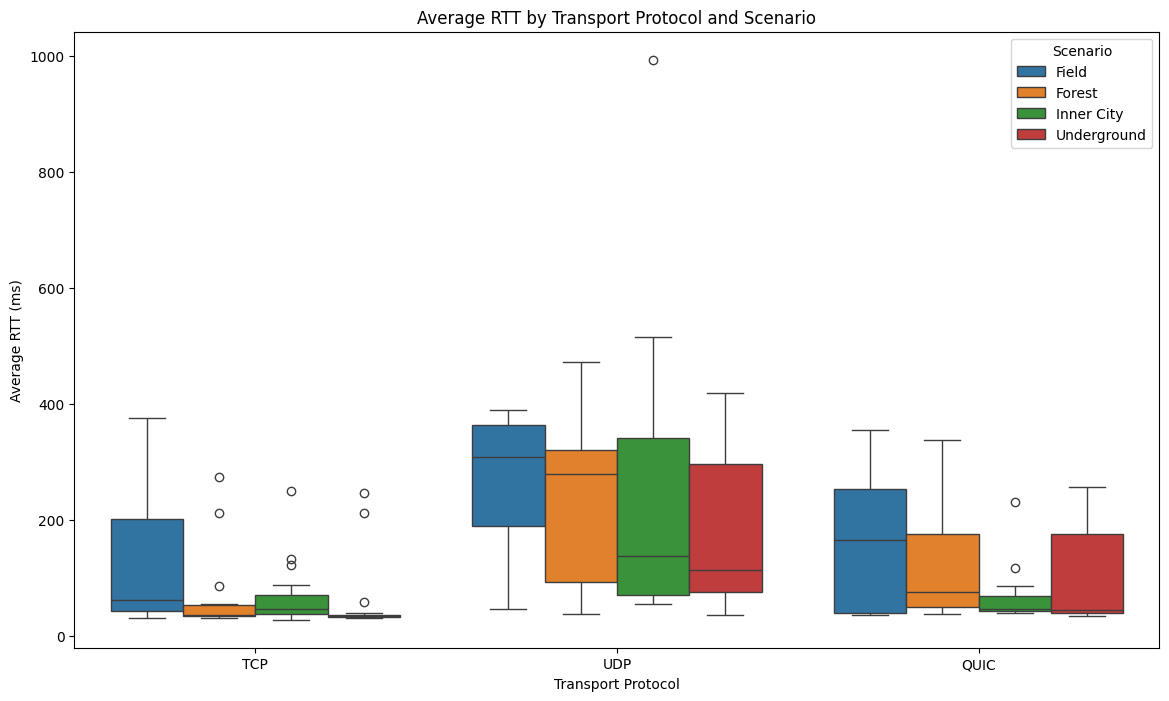 Average RTT by Transport Protocol and Scenario
Average RTT (ms)
1000
800
600
400
200
0
Scenario
Field
Forest
Inner City
Underground
TCP
UDP
QUIC
Transport Protocol